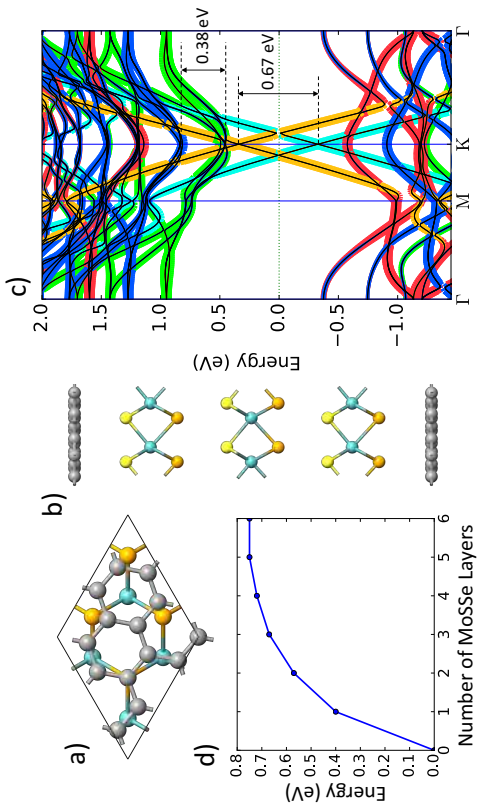 a)
b)
c)
2.0
1.5
1.0
0.5
0.0
−0.5
−1.0
Energy (eV)
0.38 eV
0.67 eV
Γ
M
K
Γ
d)
0.8
0.7
0.6
0.5
0.4
0.3
0.2
0.1
0.0
Energy (eV)
0
1
2
3
4
5
6
Number of MoSSe Layers